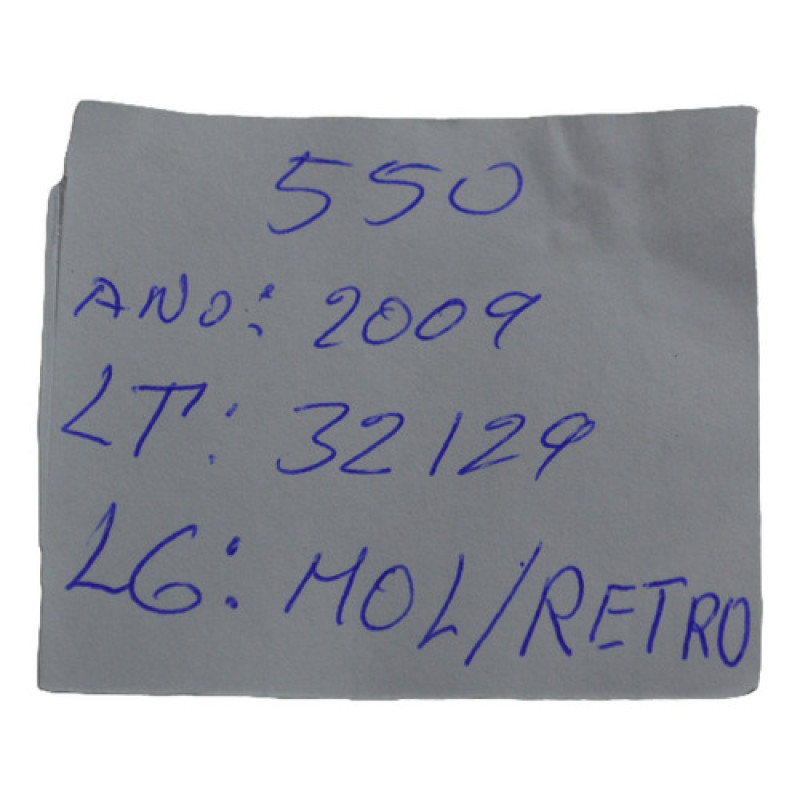 550
ANO: 2009
LT: 32129
LG: MOL/RETRO